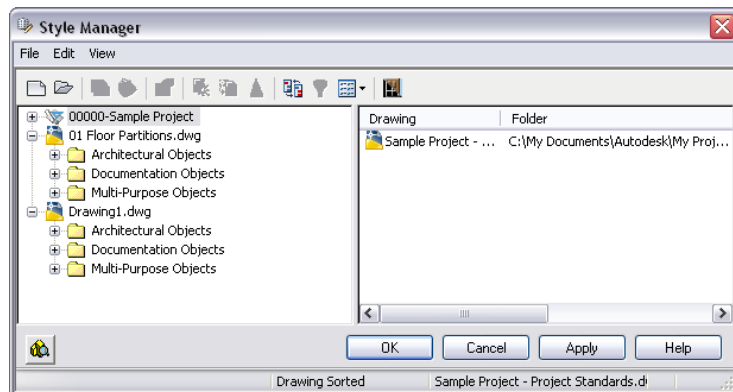 Style Manager
File Edit View
00000-Sample Project
01 Floor Partitions.dwg
Architectural Objects
Documentation Objects
Multi-Purpose Objects
Drawing1.dwg
Architectural Objects
Documentation Objects
Multi-Purpose Objects
Drawing Folder
Sample Project - ... C:\My Documents\Autodesk\My Proj...
OK Cancel Apply Help
Drawing Sorted Sample Project - Project Standards.d